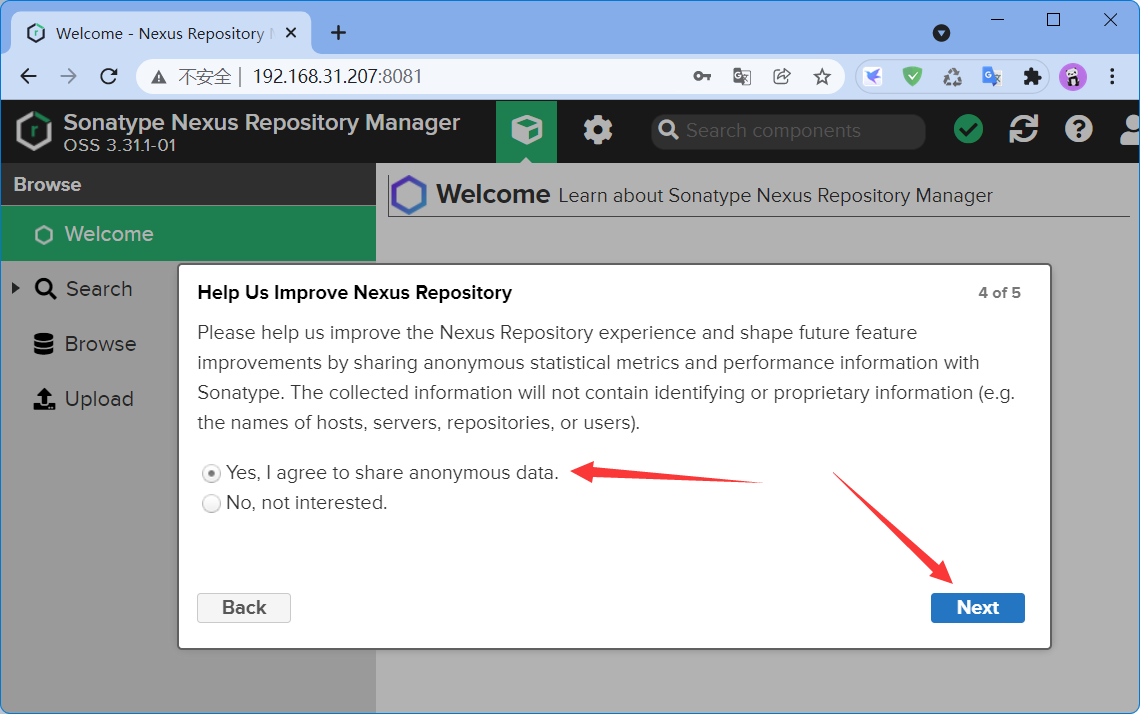 Welcome - Nexus Repository
不安全 192.168.31.207:8081
Sonatype Nexus Repository Manager
OSS 3.31.1-01
Search components
Browse
Welcome Learn about Sonatype Nexus Repository Manager
Welcome
Search
Browse
Upload
Help Us Improve Nexus Repository 4 of 5
Please help us improve the Nexus Repository experience and shape future feature
improvements by sharing anonymous statistical metrics and performance information with
Sonatype. The collected information will not contain identifying or proprietary information (e.g.
the names of hosts, servers, repositories, or users).
Yes, I agree to share anonymous data.
No, not interested.
Back Next